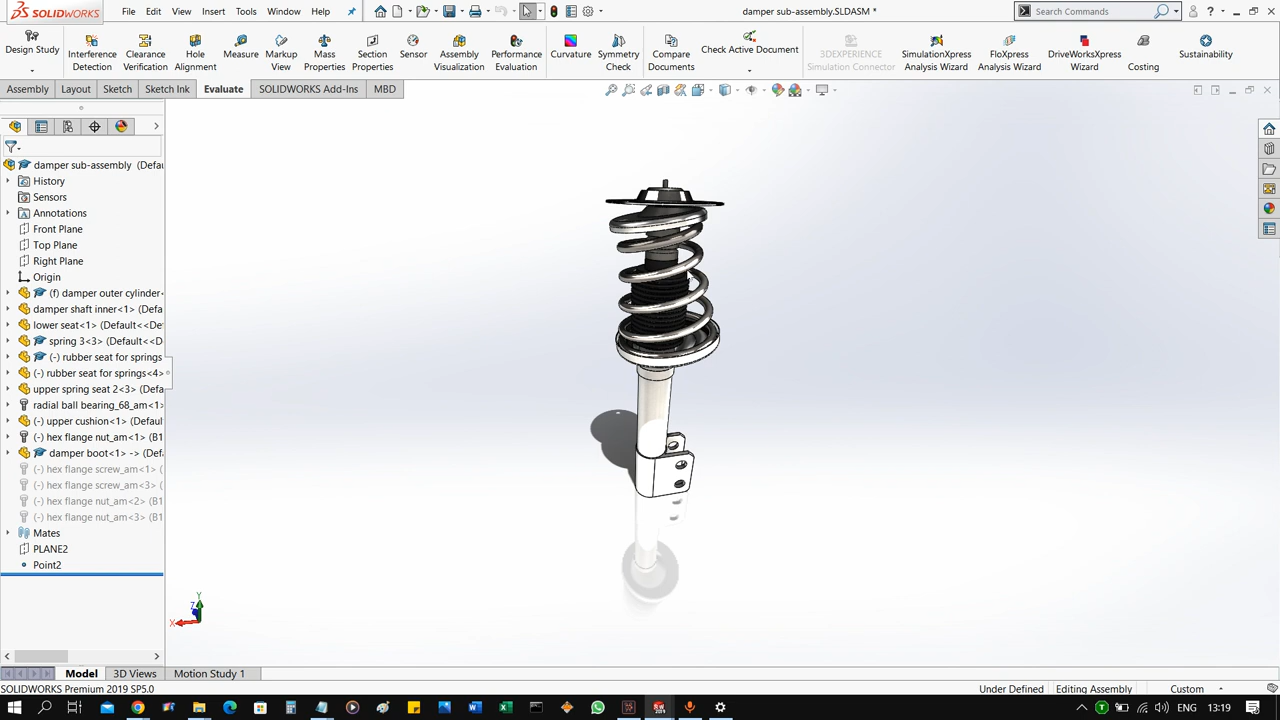 SOLIDWORKS
File Edit View Insert Tools Window Help
damper sub-assembly.SLDASM *
Search Commands
Design Study
Interference Detection
Clearance Verification
Hole Alignment
Measure
Markup View
Mass Properties
Section Properties
Sensor
Assembly Visualization
Performance Evaluation
Curvature
Symmetry Check
Compare Documents
Check Active Document
3DEXPERIENCE Simulation Connector
SimulationXpress Analysis Wizard
FloXpress Analysis Wizard
DriveWorksXpress Wizard
Costing
Sustainability
Assembly Layout Sketch Sketch Ink Evaluate SOLIDWORKS Add-Ins MBD
damper sub-assembly (Defau
History
Sensors
Annotations
Front Plane
Top Plane
Right Plane
Origin
(f) damper outer cylinder
damper shaft inner<1> (Defa
lower seat<1> (Default<<De
spring 3<3> (Default<<D
(-) rubber seat for springs
(-) rubber seat for springs<4>
upper spring seat 2<3> (Defa
radial ball bearing_68_am<1>
(-) upper cushion<1> (Default
(-) hex flange nut_am<1> (B1
damper boot<1> -> (Def
(-) hex flange screw_am<1> (
(-) hex flange screw_am<3> (
(-) hex flange nut_am<2> (B1
(-) hex flange nut_am<3> (B1
Mates
PLANE2
Point2
Y
Z
X
Model 3D Views Motion Study 1
SOLIDWORKS Premium 2019 SP5.0
Under Defined Editing Assembly Custom
ENG 13:19